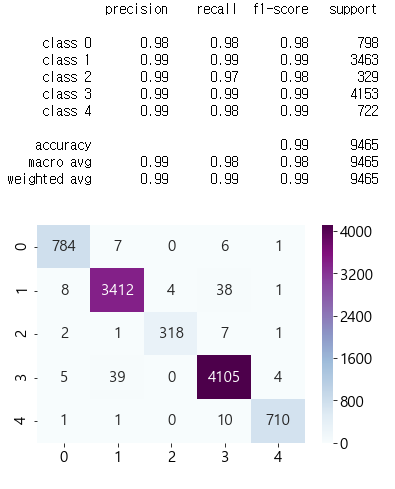 precision recall f1-score support
class 0 0.98 0.98 0.98 798
class 1 0.99 0.99 0.99 3463
class 2 0.99 0.97 0.98 329
class 3 0.99 0.99 0.99 4153
class 4 0.99 0.98 0.99 722
accuracy 0.99 9465
macro avg 0.99 0.98 0.98 9465
weighted avg 0.99 0.99 0.99 9465
4000
0 784 7 0 6 1
3200
1 8 3412 4 38 1
2400
2 2 1 318 7 1
1600
3 5 39 0 4105 4
800
4 1 1 0 10 710
0
0 1 2 3 4